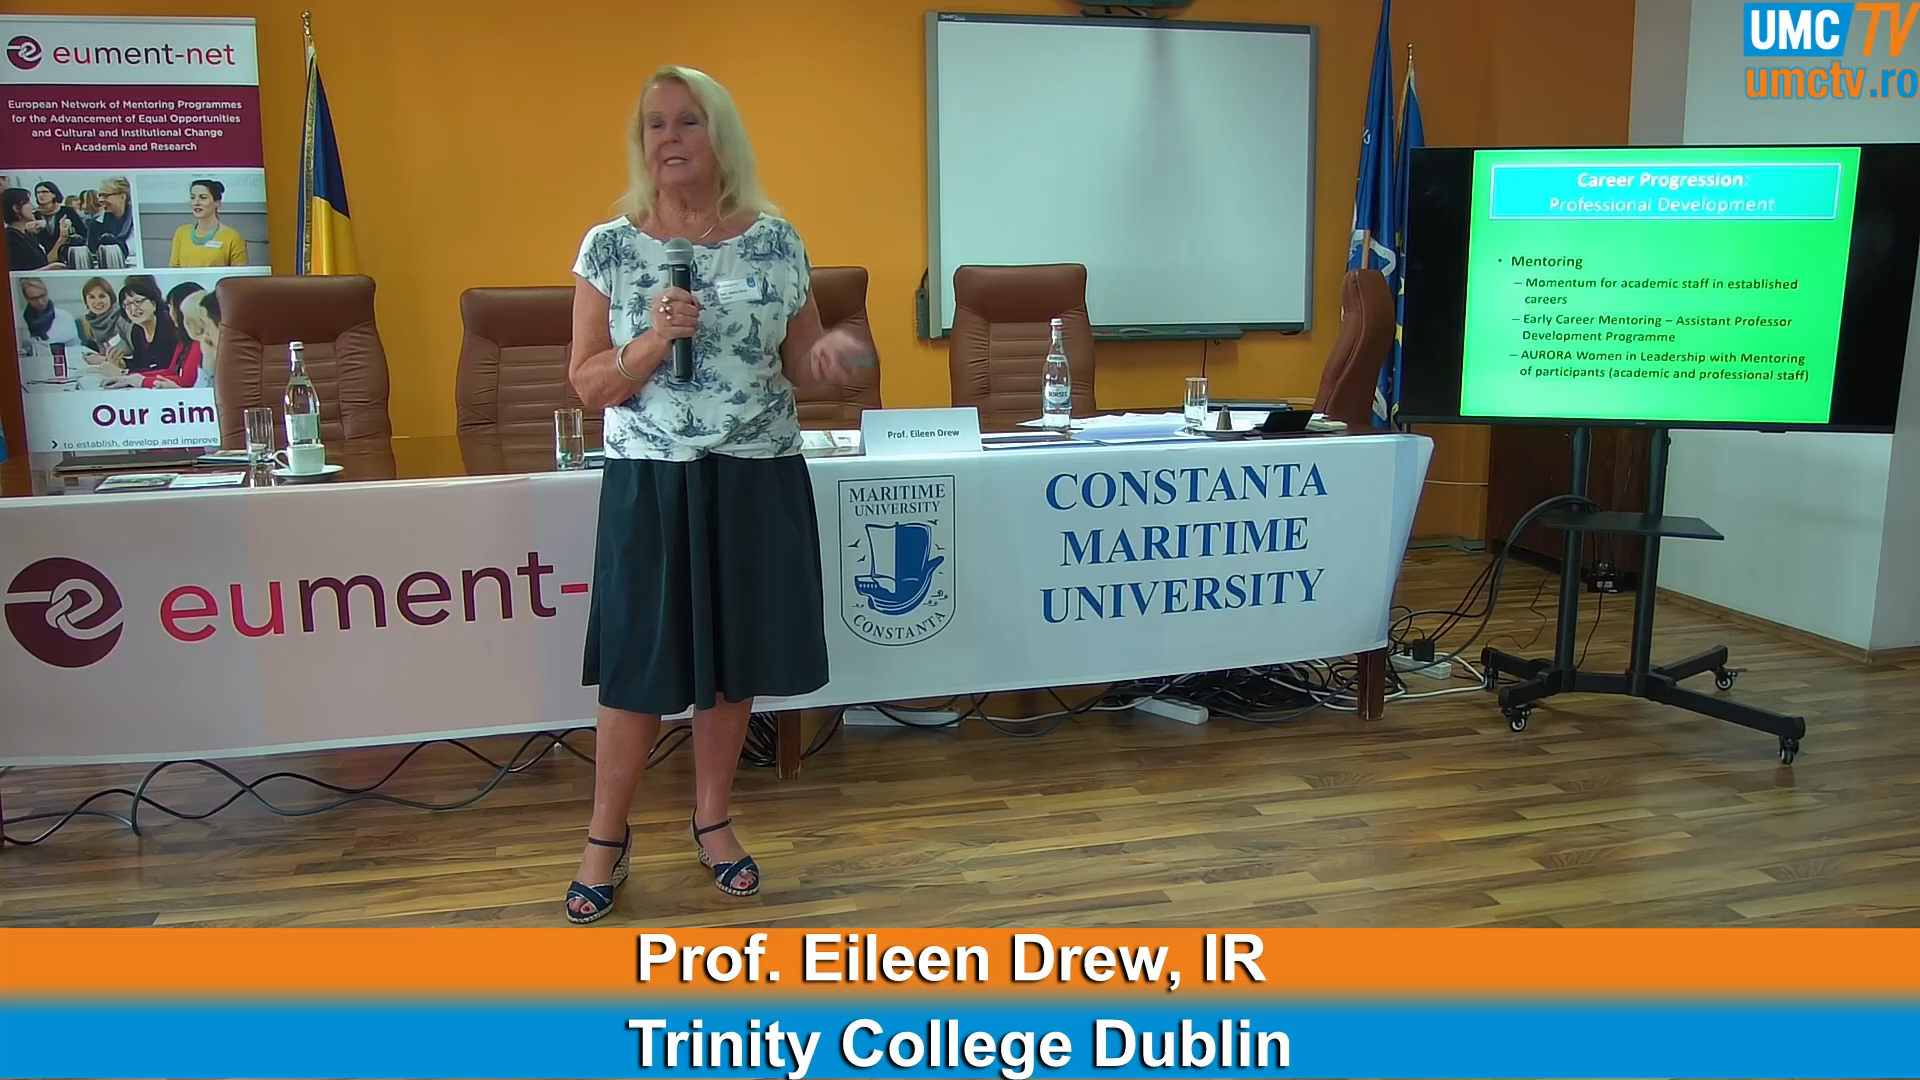 eument-net
European Network of Mentoring Programmes
for the Advancement of Equal Opportunities
and Cultural and Institutional Change
in Academia and Research
Our aim
› to establish, develop and improve
UMC TV
umctv.ro
Career Progression:
Professional Development
• Mentoring
– Momentum for academic staff in established
careers
– Early Career Mentoring – Assistant Professor
Development Programme
– AURORA Women in Leadership with Mentoring
of participants (academic and professional staff)
BORSEC
Prof. Eileen Drew
eument-
MARITIME
UNIVERSITY
CONSTANTA
CONSTANTA
MARITIME
UNIVERSITY
Prof. Eileen Drew, IR
Trinity College Dublin